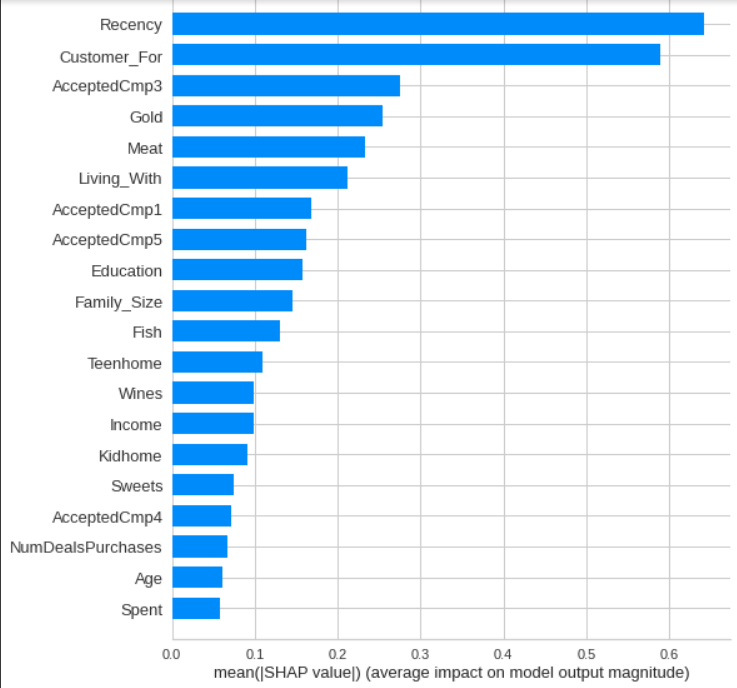 Recency
Customer_For
AcceptedCmp3
Gold
Meat
Living_With
AcceptedCmp1
AcceptedCmp5
Education
Family_Size
Fish
Teenhome
Wines
Income
Kidhome
Sweets
AcceptedCmp4
NumDealsPurchases
Age
Spent
0.0 0.1 0.2 0.3 0.4 0.5 0.6
mean(|SHAP value|) (average impact on model output magnitude)